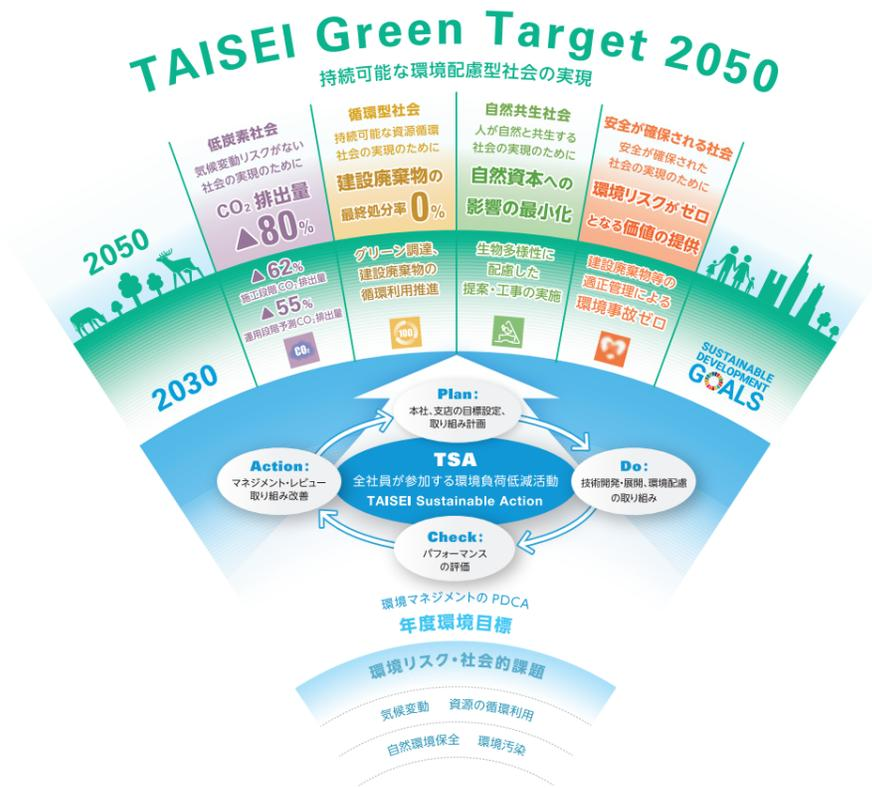 TAISEI Green Target 2050
持続可能な環境配慮型社会の実現
低炭素社会
気候変動リスクがない
社会の実現のために
CO₂ 排出量
▲80%
循環型社会
持続可能な資源循環
社会の実現のために
建設廃棄物の
最終処分率 0%
自然共生社会
人が自然と共生する
社会の実現のために
自然資本への
影響の最小化
安全が確保される社会
安全が確保された
社会の実現のために
環境リスクがゼロ
となる価値の提供
2050
▲62%
施工段階CO₂排出量
▲55%
運用段階予測CO₂排出量
CO₂
グリーン調達、
建設廃棄物の
循環利用推進
100
生物多様性に
配慮した
提案・工事の実施
建設廃棄物等の
適正管理による
環境事故ゼロ
2030
SUSTAINABLE
DEVELOPMENT
GOALS
Plan:
本社、支店の目標設定、
取り組み計画
Action:
マネジメント・レビュー
取り組み改善
TSA
全社員が参加する環境負荷低減活動
TAISEI Sustainable Action
Do:
技術開発・展開、環境配慮
の取り組み
Check:
パフォーマンス
の評価
環境マネジメントの PDCA
年度環境目標
環境リスク・社会的課題
気候変動 資源の循環利用
自然環境保全 環境汚染